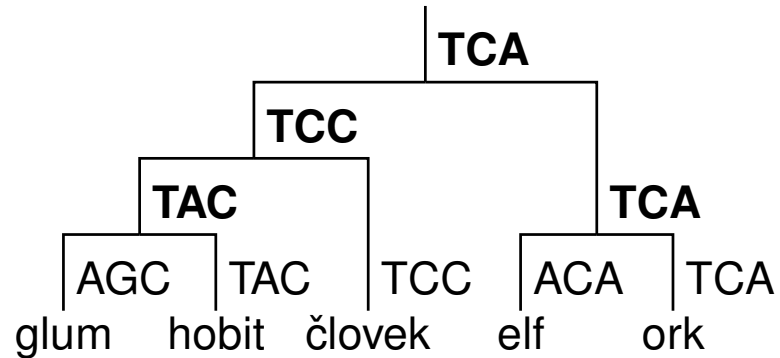 TCA
TCC
TAC TCA
AGC TAC TCC ACA TCA
glum hobit človek elf ork